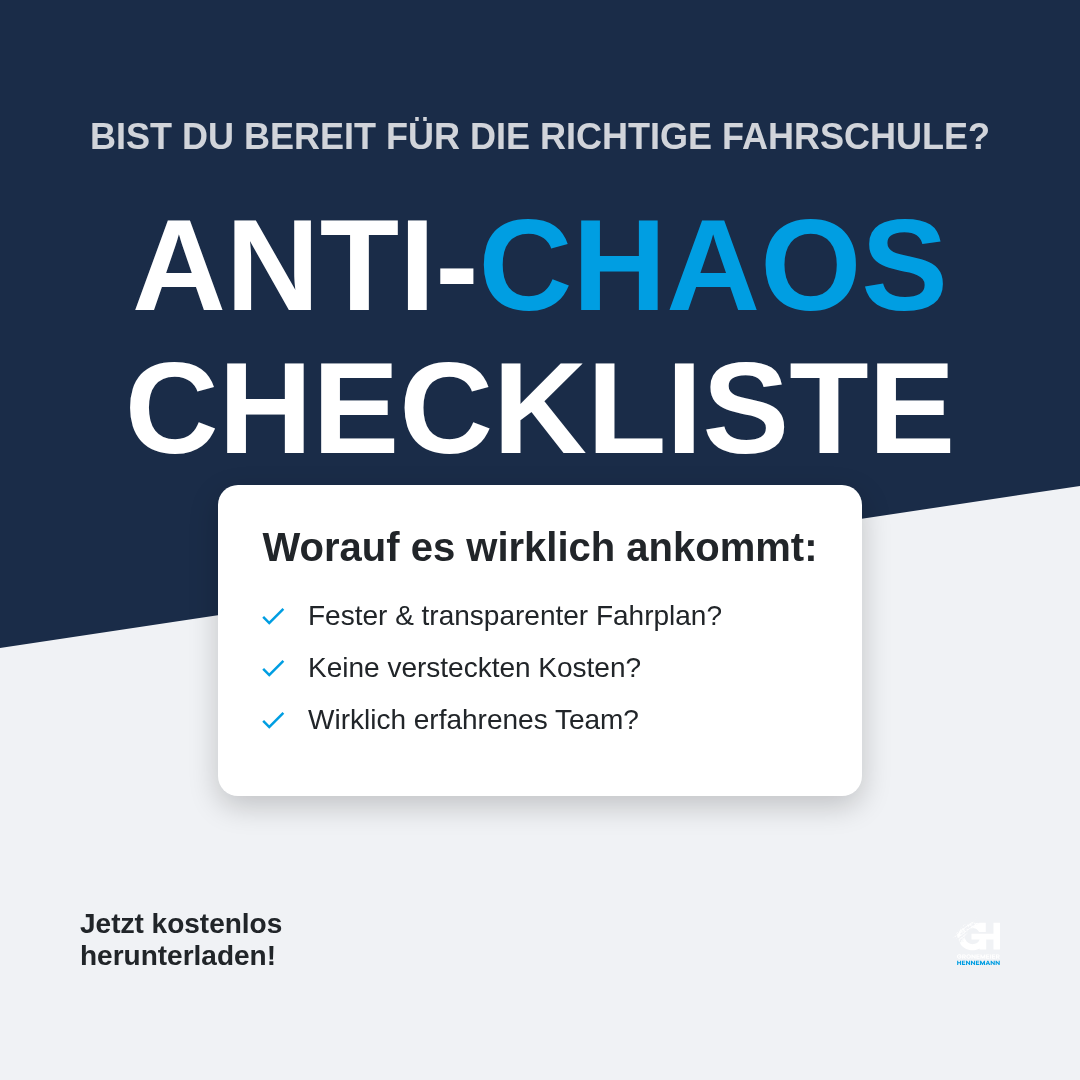 BIST DU BEREIT FÜR DIE RICHTIGE FAHRSCHULE?
ANTI-CHAOS
CHECKLISTE
Worauf es wirklich ankommt:
Fester & transparenter Fahrplan?
Keine versteckten Kosten?
Wirklich erfahrenes Team?
Jetzt kostenlos
herunterladen!
GH
HENNEMANN